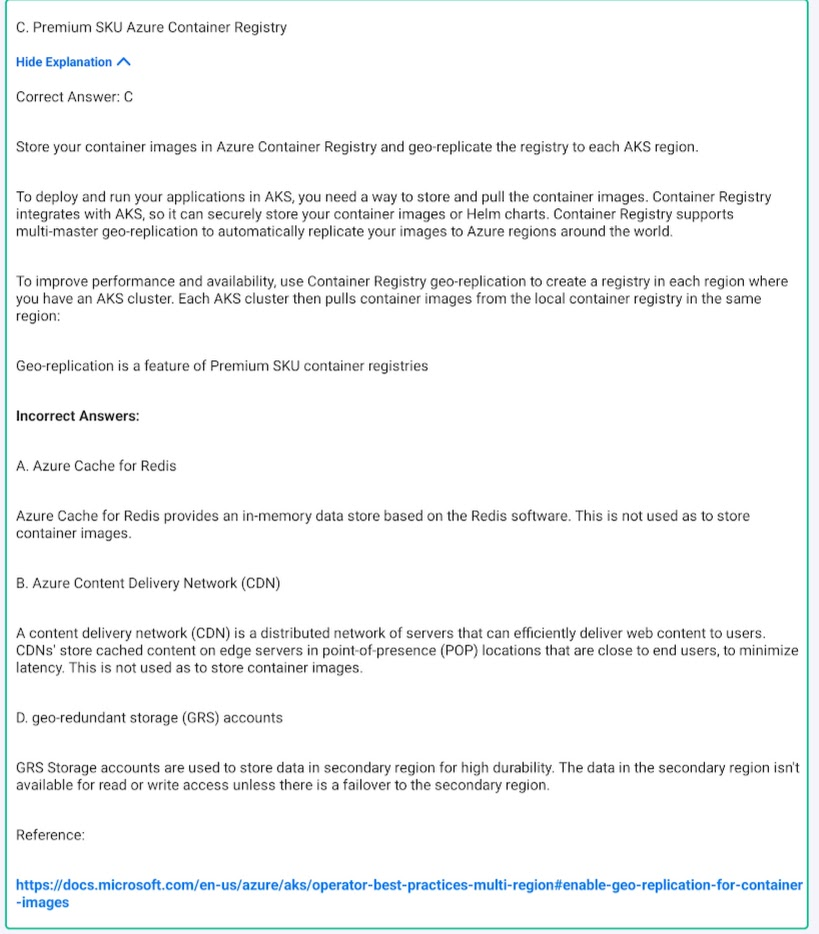 C. Premium SKU Azure Container Registry
Hide Explanation
Correct Answer: C
Store your container images in Azure Container Registry and geo-replicate the registry to each AKS region.
To deploy and run your applications in AKS, you need a way to store and pull the container images. Container Registry
integrates with AKS, so it can securely store your container images or Helm charts. Container Registry supports
multi-master geo-replication to automatically replicate your images to Azure regions around the world.
To improve performance and availability, use Container Registry geo-replication to create a registry in each region where
you have an AKS cluster. Each AKS cluster then pulls container images from the local container registry in the same
region:
Geo-replication is a feature of Premium SKU container registries
Incorrect Answers:
A. Azure Cache for Redis
Azure Cache for Redis provides an in-memory data store based on the Redis software. This is not used as to store
container images.
B. Azure Content Delivery Network (CDN)
A content delivery network (CDN) is a distributed network of servers that can efficiently deliver web content to users.
CDNs' store cached content on edge servers in point-of-presence (POP) locations that are close to end users, to minimize
latency. This is not used as to store container images.
D. geo-redundant storage (GRS) accounts
GRS Storage accounts are used to store data in secondary region for high durability. The data in the secondary region isn't
available for read or write access unless there is a failover to the secondary region.
Reference:
https://docs.microsoft.com/en-us/azure/aks/operator-best-practices-multi-region#enable-geo-replication-for-container
-images